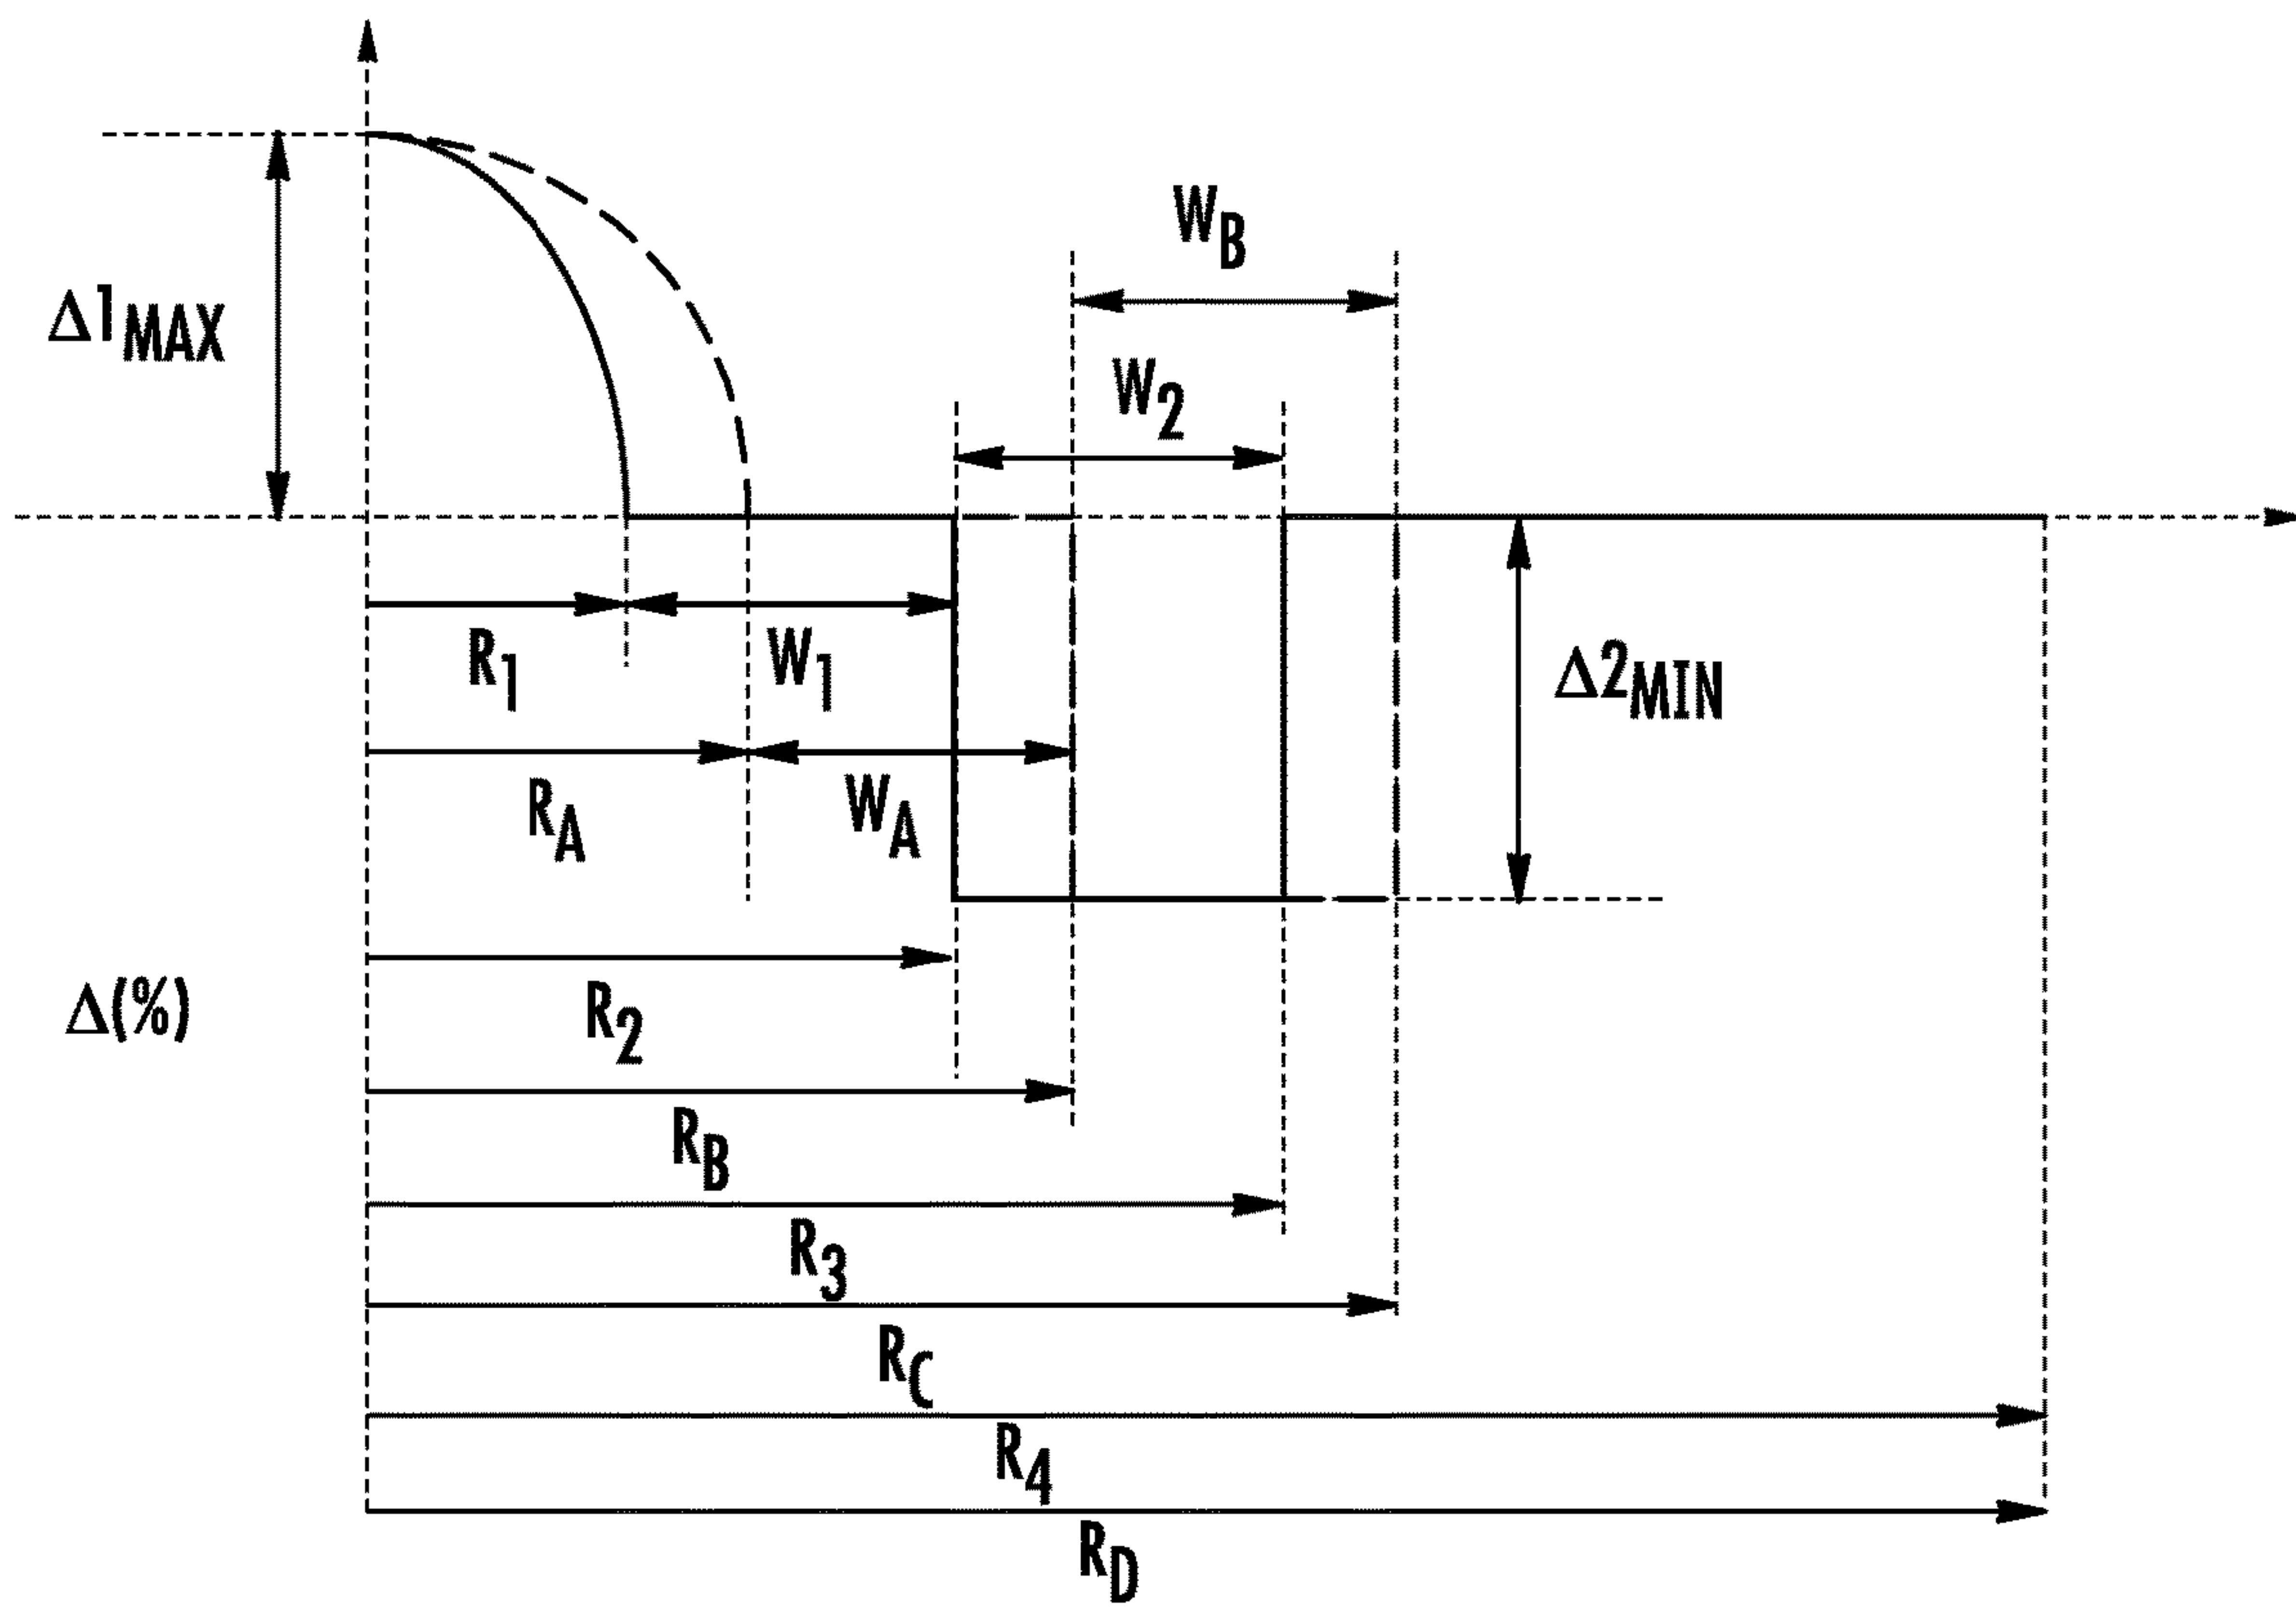 W_B
W_2
Δ1_MAX
R_1
W_1
Δ2_MIN
R_A
W_A
Δ(%)
R_2
R_B
R_3
R_C
R_4
R_D